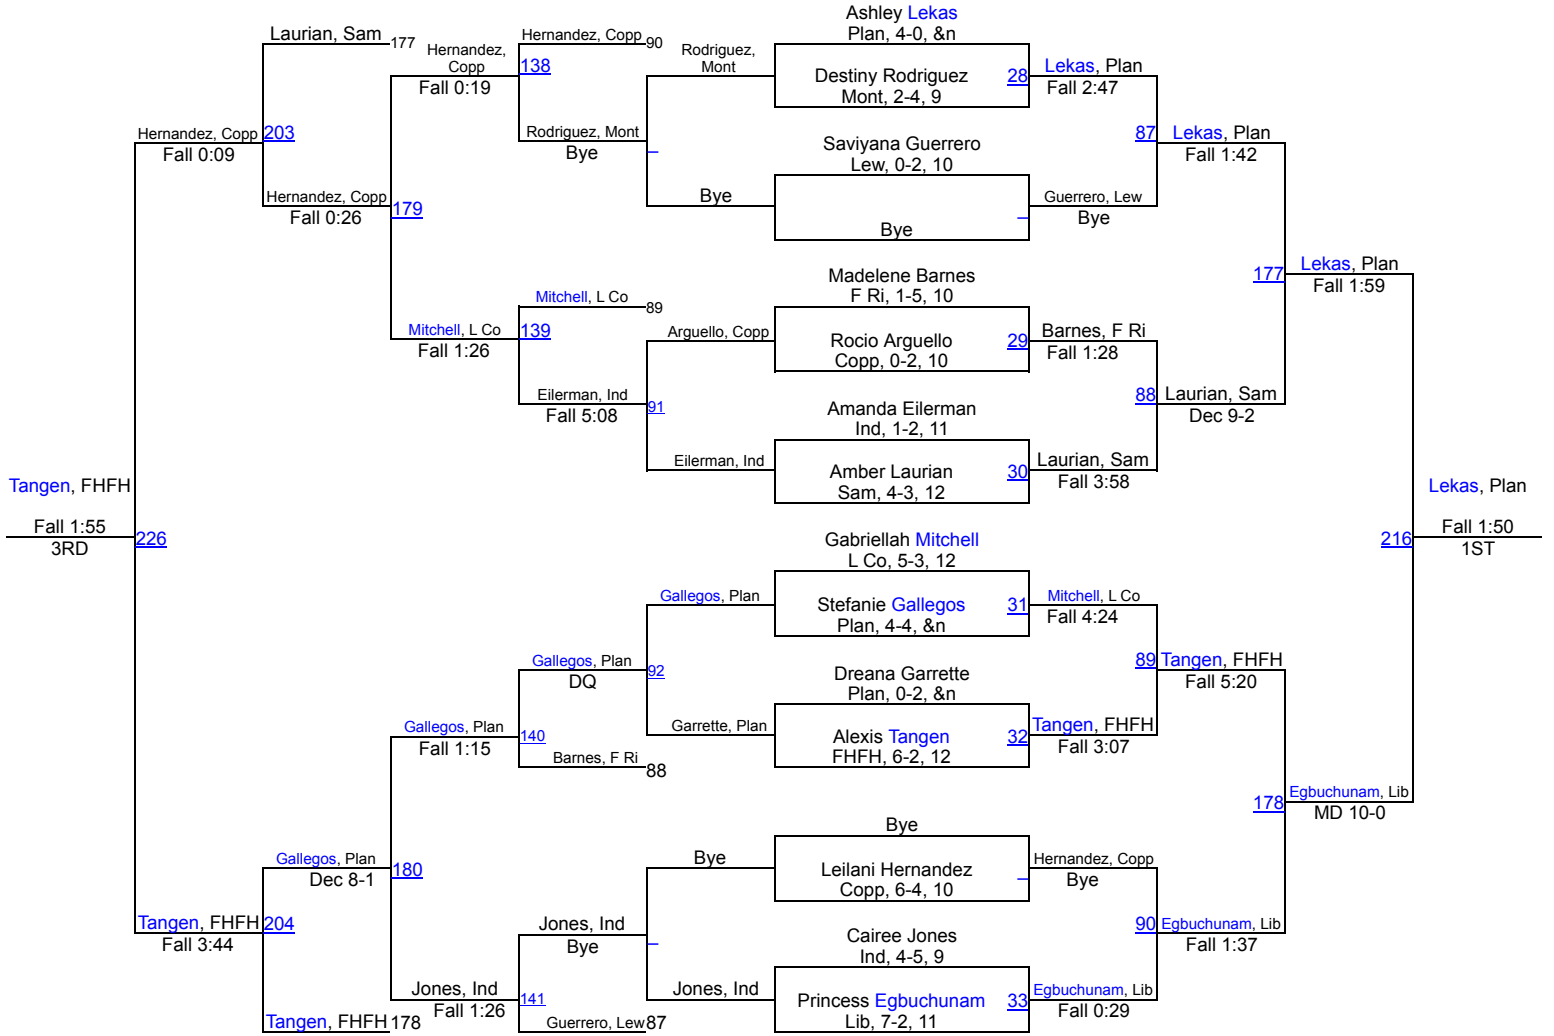 Ashley Lekas
Plan, 4-0, &n
Laurian, Sam 177
Hernandez, Copp 90
Hernandez,
Copp
138
Fall 0:19
Rodriguez,
Mont
Destiny Rodriguez 28
Mont, 2-4, 9
Lekas, Plan
Fall 2:47
Hernandez, Copp 203
Fall 0:09
Rodriguez, Mont
Bye
Saviyana Guerrero
Lew, 0-2, 10
87 Lekas, Plan
Fall 1:42
Hernandez, Copp 179
Fall 0:26
Bye
Bye
Guerrero, Lew
Bye
Madelene Barnes
F Ri, 1-5, 10
177 Lekas, Plan
Fall 1:59
Mitchell, L Co 89
Mitchell, L Co 139
Fall 1:26
Arguello, Copp
Rocio Arguello 29
Copp, 0-2, 10
Barnes, F Ri
Fall 1:28
Eilerman, Ind 91
Fall 5:08
Amanda Eilerman
Ind, 1-2, 11
88 Laurian, Sam
Dec 9-2
Eilerman, Ind
Amber Laurian 30
Sam, 4-3, 12
Laurian, Sam
Fall 3:58
Tangen, FHFH
Fall 1:55
3RD
226
Lekas, Plan
216 Fall 1:50
1ST
Gabriellah Mitchell
L Co, 5-3, 12
Gallegos, Plan
Stefanie Gallegos 31
Plan, 4-4, &n
Mitchell, L Co
Fall 4:24
Gallegos, Plan 92
DQ
Dreana Garrette
Plan, 0-2, &n
89 Tangen, FHFH
Fall 5:20
Gallegos, Plan 140
Fall 1:15
Garrette, Plan
Alexis Tangen 32
FHFH, 6-2, 12
Tangen, FHFH
Fall 3:07
Barnes, F Ri 88
178 Egbuchunam, Lib
MD 10-0
Bye
Gallegos, Plan 180
Dec 8-1
Bye
Leilani Hernandez
Copp, 6-4, 10
Hernandez, Copp
Bye
Tangen, FHFH 204
Fall 3:44
Jones, Ind
Bye
Cairee Jones
Ind, 4-5, 9
90 Egbuchunam, Lib
Fall 1:37
Jones, Ind 141
Fall 1:26
Jones, Ind
Princess Egbuchunam 33
Lib, 7-2, 11
Egbuchunam, Lib
Fall 0:29
Tangen, FHFH 178
Guerrero, Lew 87